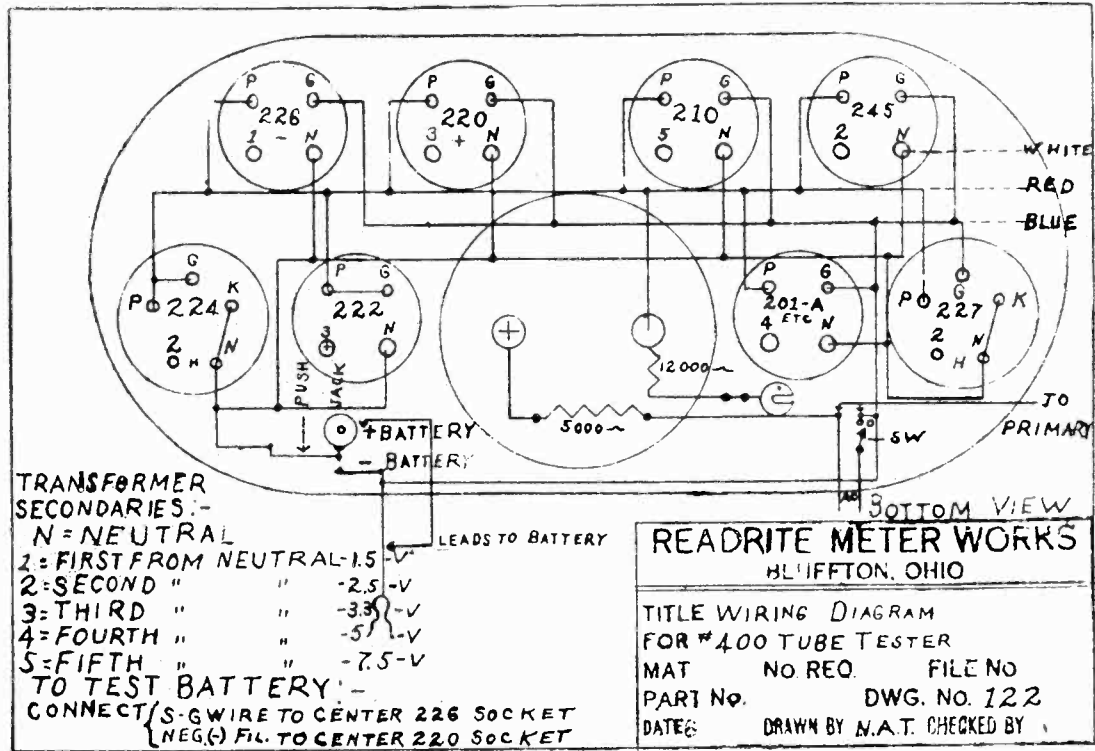 P G
226
1 - N
P G
220
3 + N
P G
210
5 N
P G
245
2 N
WHITE
RED
BLUE
G
P 224 K
2 H N
P G
222
3 N
+
12000~
5000~
P G
201-A
ETC
4 N
G
P 227 K
2 H N
PUSH
JACK
+BATTERY
- BATTERY
SW
TO
PRIMARY
BOTTOM VIEW
TRANSFORMER
SECONDARIES:-
N = NEUTRAL
1 = FIRST FROM NEUTRAL-1.5-V
2=SECOND " " -2.5-V
3=THIRD " " -3.3-V
4=FOURTH " " -5 -V
5=FIFTH " " -7.5-V
LEADS TO BATTERY
TO TEST BATTERY:-
CONNECT { S-G WIRE TO CENTER 226 SOCKET
NEG.(-) FIL. TO CENTER 220 SOCKET
READRITE METER WORKS
BLUFFTON, OHIO
TITLE WIRING DIAGRAM
FOR #400 TUBE TESTER
MAT NO. REQ. FILE NO
PART NO. DWG. NO. 122
DATE DRAWN BY N.A.T. CHECKED BY